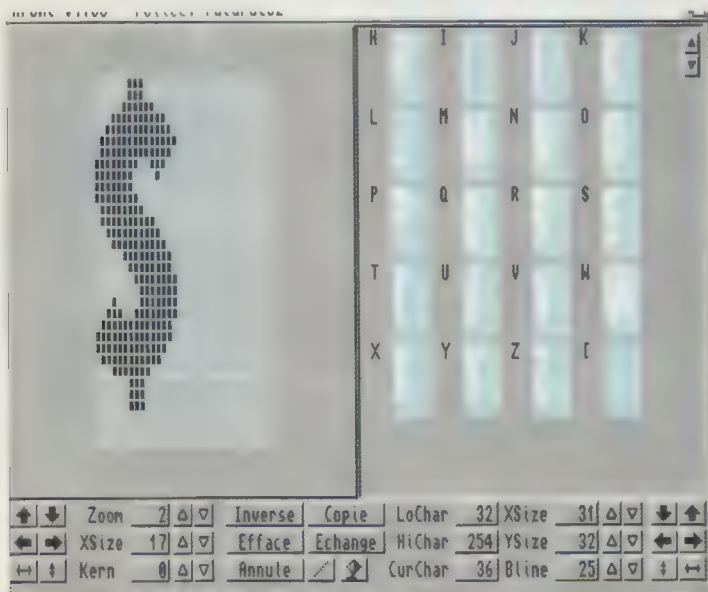 H I J K
L M N O
P Q R S
T U V W
X Y Z [
Zoom 2 Inverse Copie LoChar 32 XSize 31
XSize 17 Efface Echange HiChar 254 YSize 32
Kern 0 Annule CurChar 36 Bline 25